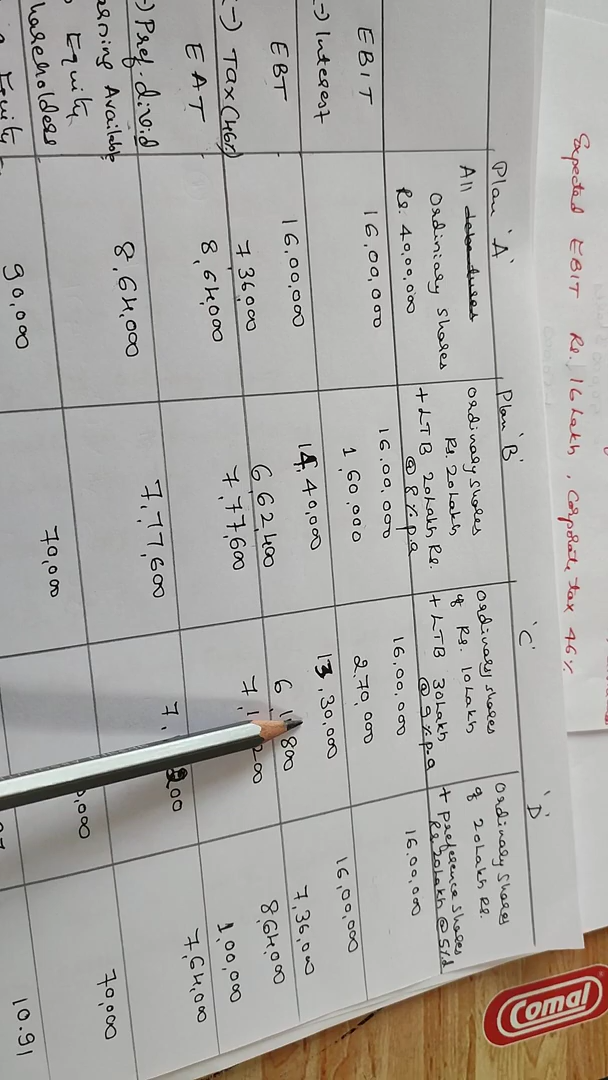 Expected EBIT Rs. 16 Lakh, Corporate tax 46%
Plan 'A'
All
Ordiniary shares
Rs. 40,00,000
Plan 'B'
Ordinary shares
Rs. 20 Lakh
+ LTB 20 Lakh Rs.
@ 8% p.a
'C'
Ordinary shares
of Rs. 10 Lakh
+ LTB 30 Lakh
@ 9% p.a
'D'
Ordinary shares
of 20 Lakh Rs.
+ Preference shares
Rs 20 Lakh @ 5%
EBIT 16,00,000 16,00,000 16,00,000 16,00,000
(-) Interest 1,60,000 2,70,000
EBT 16,00,000 14,40,000 13,30,000 16,00,000
(-) Tax (46%) 7,36,000 6,62,400 7,36,000
EAT 8,64,000 7,77,600 8,64,000
(-) Pref. divid 1,00,000
Available 8,64,000 7,77,600 7,64,000
Equity
90,000 70,000 70,000
Equity
10.91
Comal